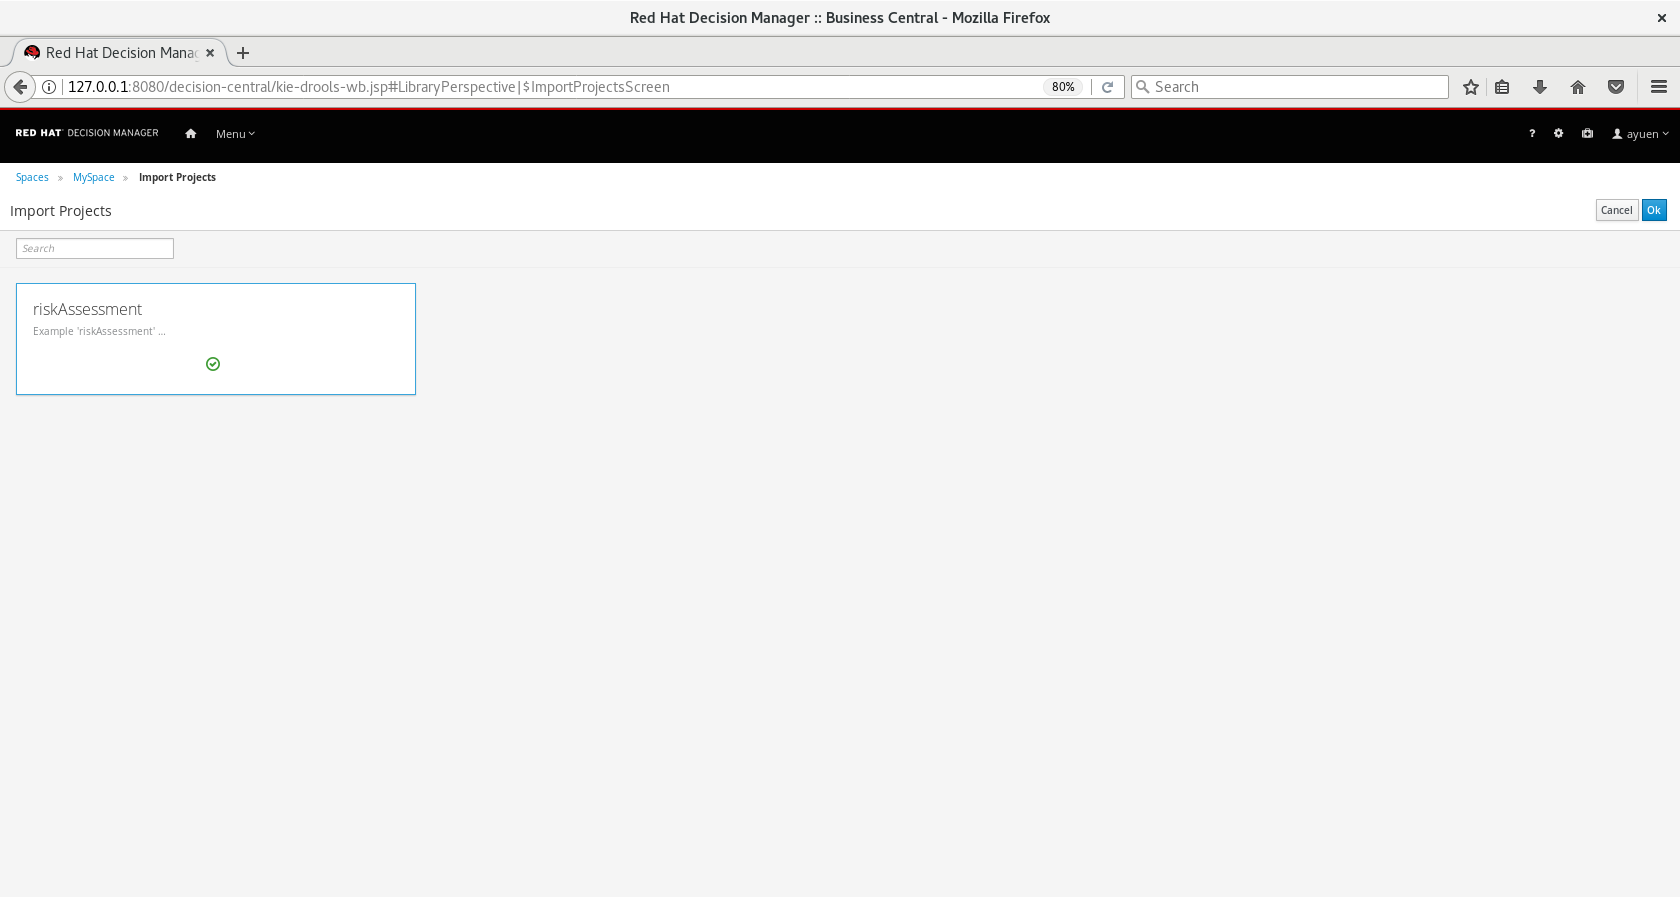 Red Hat Decision Manager :: Business Central - Mozilla Firefox
Red Hat Decision Manag
127.0.0.1:8080/decision-central/kie-drools-wb.jsp#LibraryPerspective|$ImportProjectsScreen 80% Search
RED HAT DECISION MANAGER Menu ? ayuen
Spaces » MySpace » Import Projects
Import Projects Cancel Ok
Search
riskAssessment
Example 'riskAssessment' ...